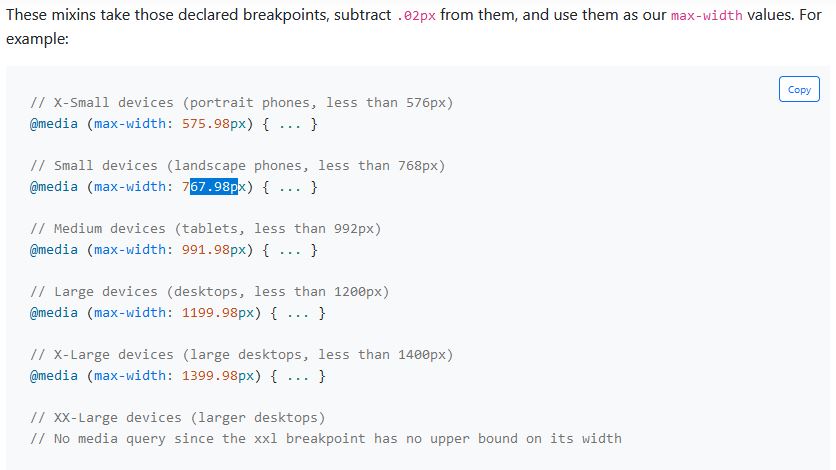 These mixins take those declared breakpoints, subtract .02px from them, and use them as our max-width values. For
example:
Copy
// X-Small devices (portrait phones, less than 576px)
@media (max-width: 575.98px) { ... }
// Small devices (landscape phones, less than 768px)
@media (max-width: 767.98px) { ... }
// Medium devices (tablets, less than 992px)
@media (max-width: 991.98px) { ... }
// Large devices (desktops, less than 1200px)
@media (max-width: 1199.98px) { ... }
// X-Large devices (large desktops, less than 1400px)
@media (max-width: 1399.98px) { ... }
// XX-Large devices (larger desktops)
// No media query since the xxl breakpoint has no upper bound on its width